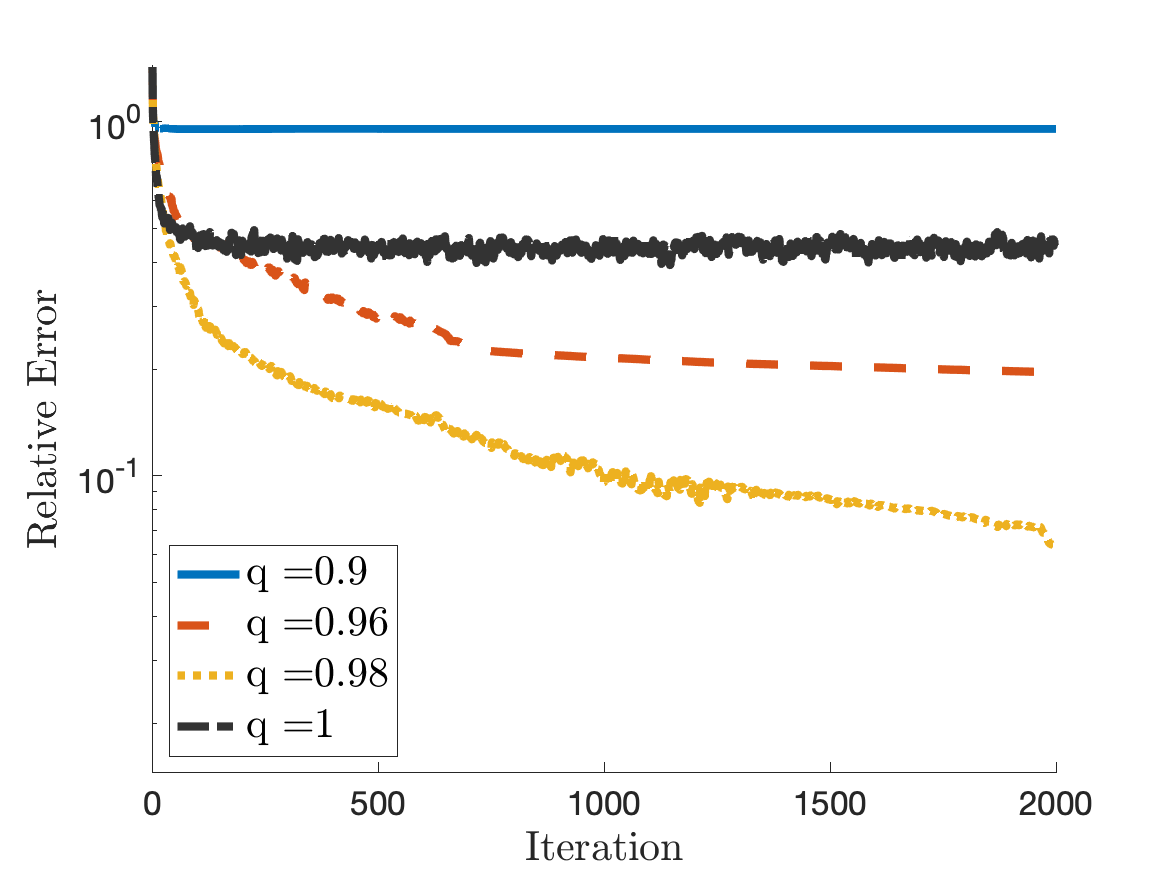 10^0
10^-1
Relative Error
q =0.9
q =0.96
q =0.98
q =1
0 500 1000 1500 2000
Iteration